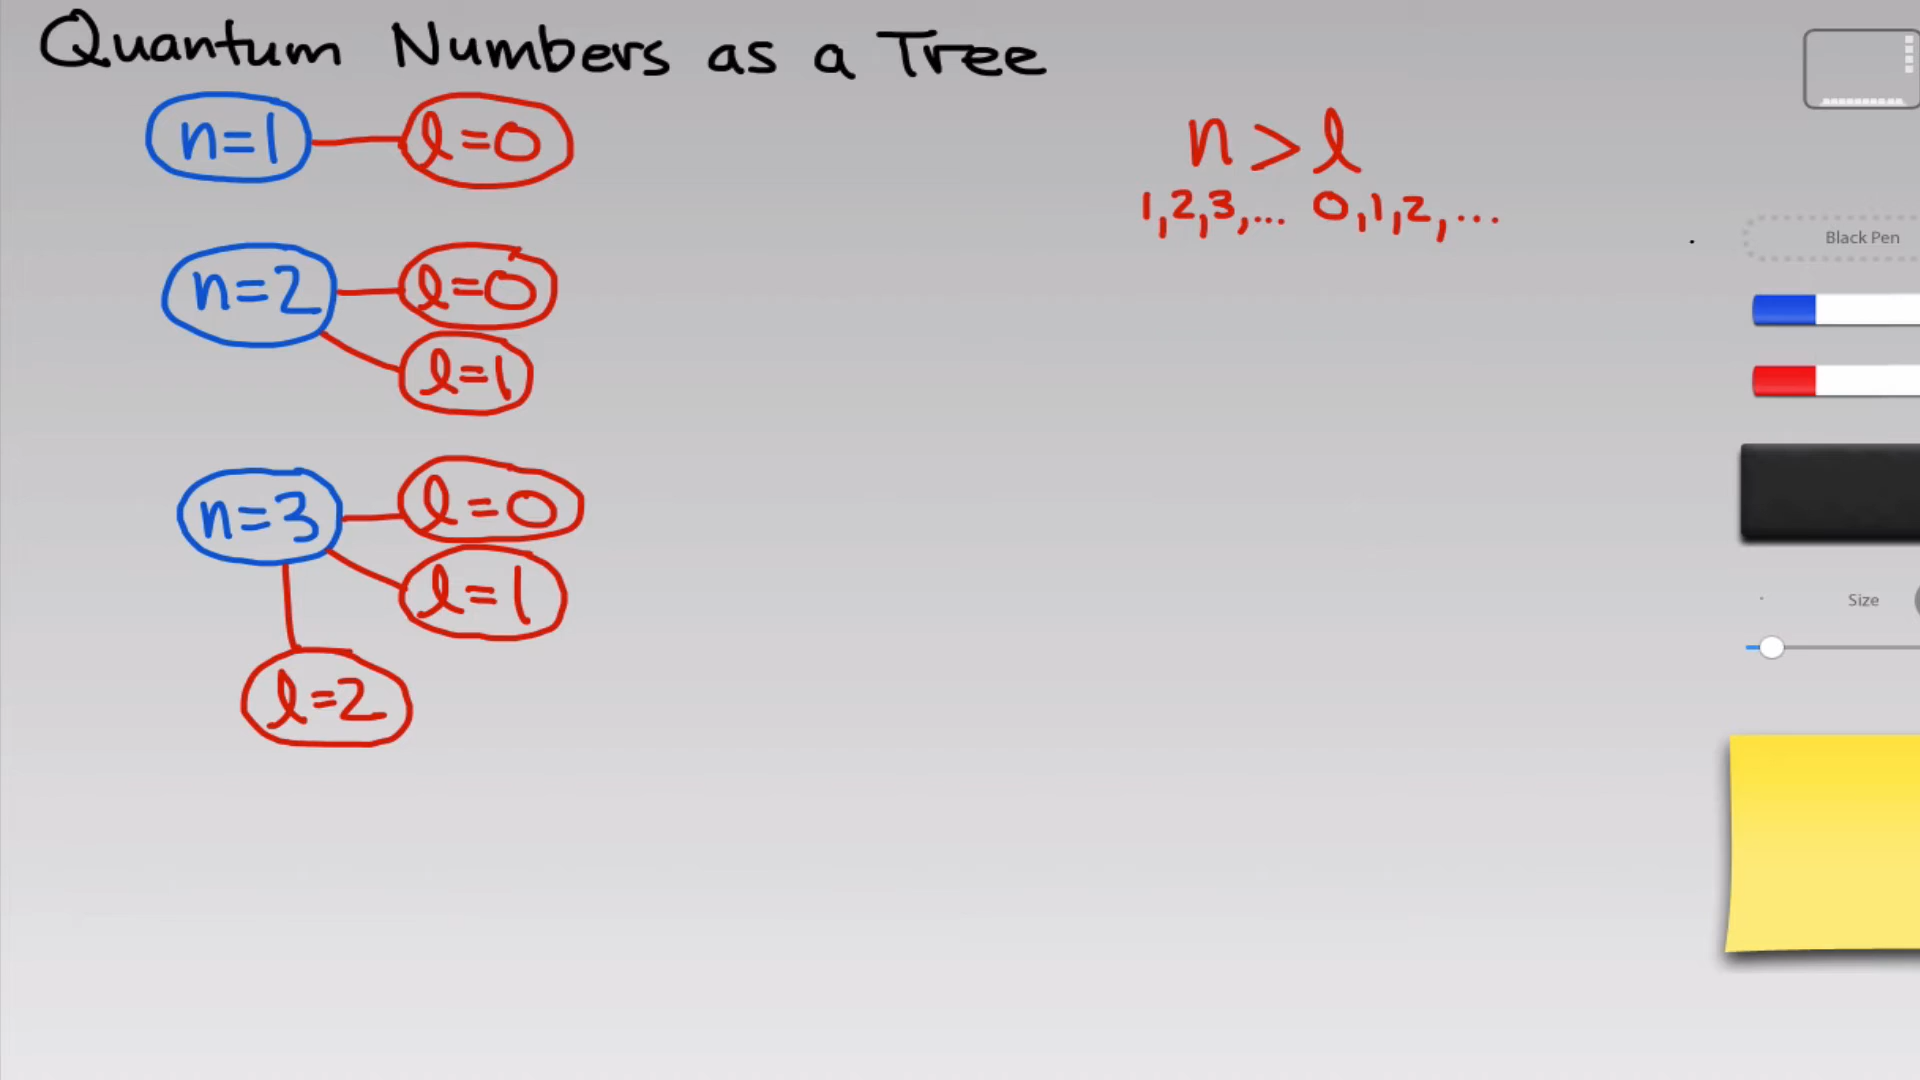 Quantum Numbers as a Tree
n=1 l=0
n>l
1,2,3,... 0,1,2,...
Black Pen
n=2 l=0
l=1
n=3 l=0
l=1
Size
l=2